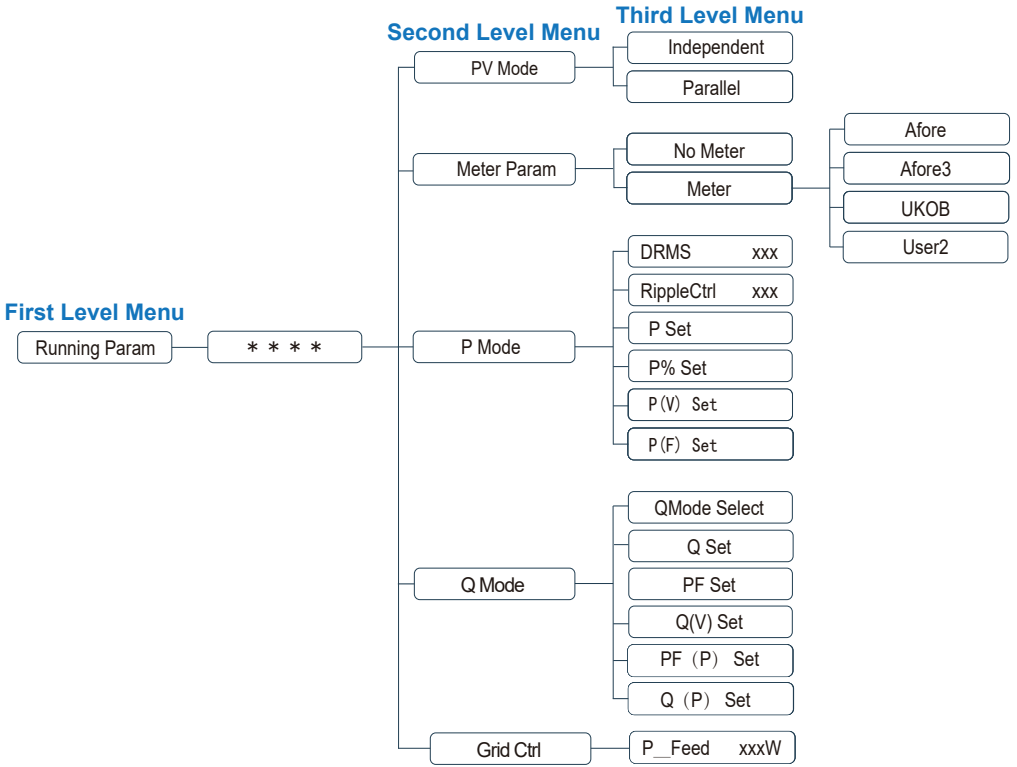 Third Level Menu
Second Level Menu
Independent
PV Mode
Parallel
Afore
No Meter
Meter Param
Afore3
Meter
UKOB
User2
DRMS xxx
RippleCtrl xxx
First Level Menu
P Set
Running Param
* * * *
P Mode
P% Set
P(V) Set
P(F) Set
QMode Select
Q Set
Q Mode
PF Set
Q(V) Set
PF（P） Set
Q（P） Set
Grid Ctrl
P__Feed xxxW